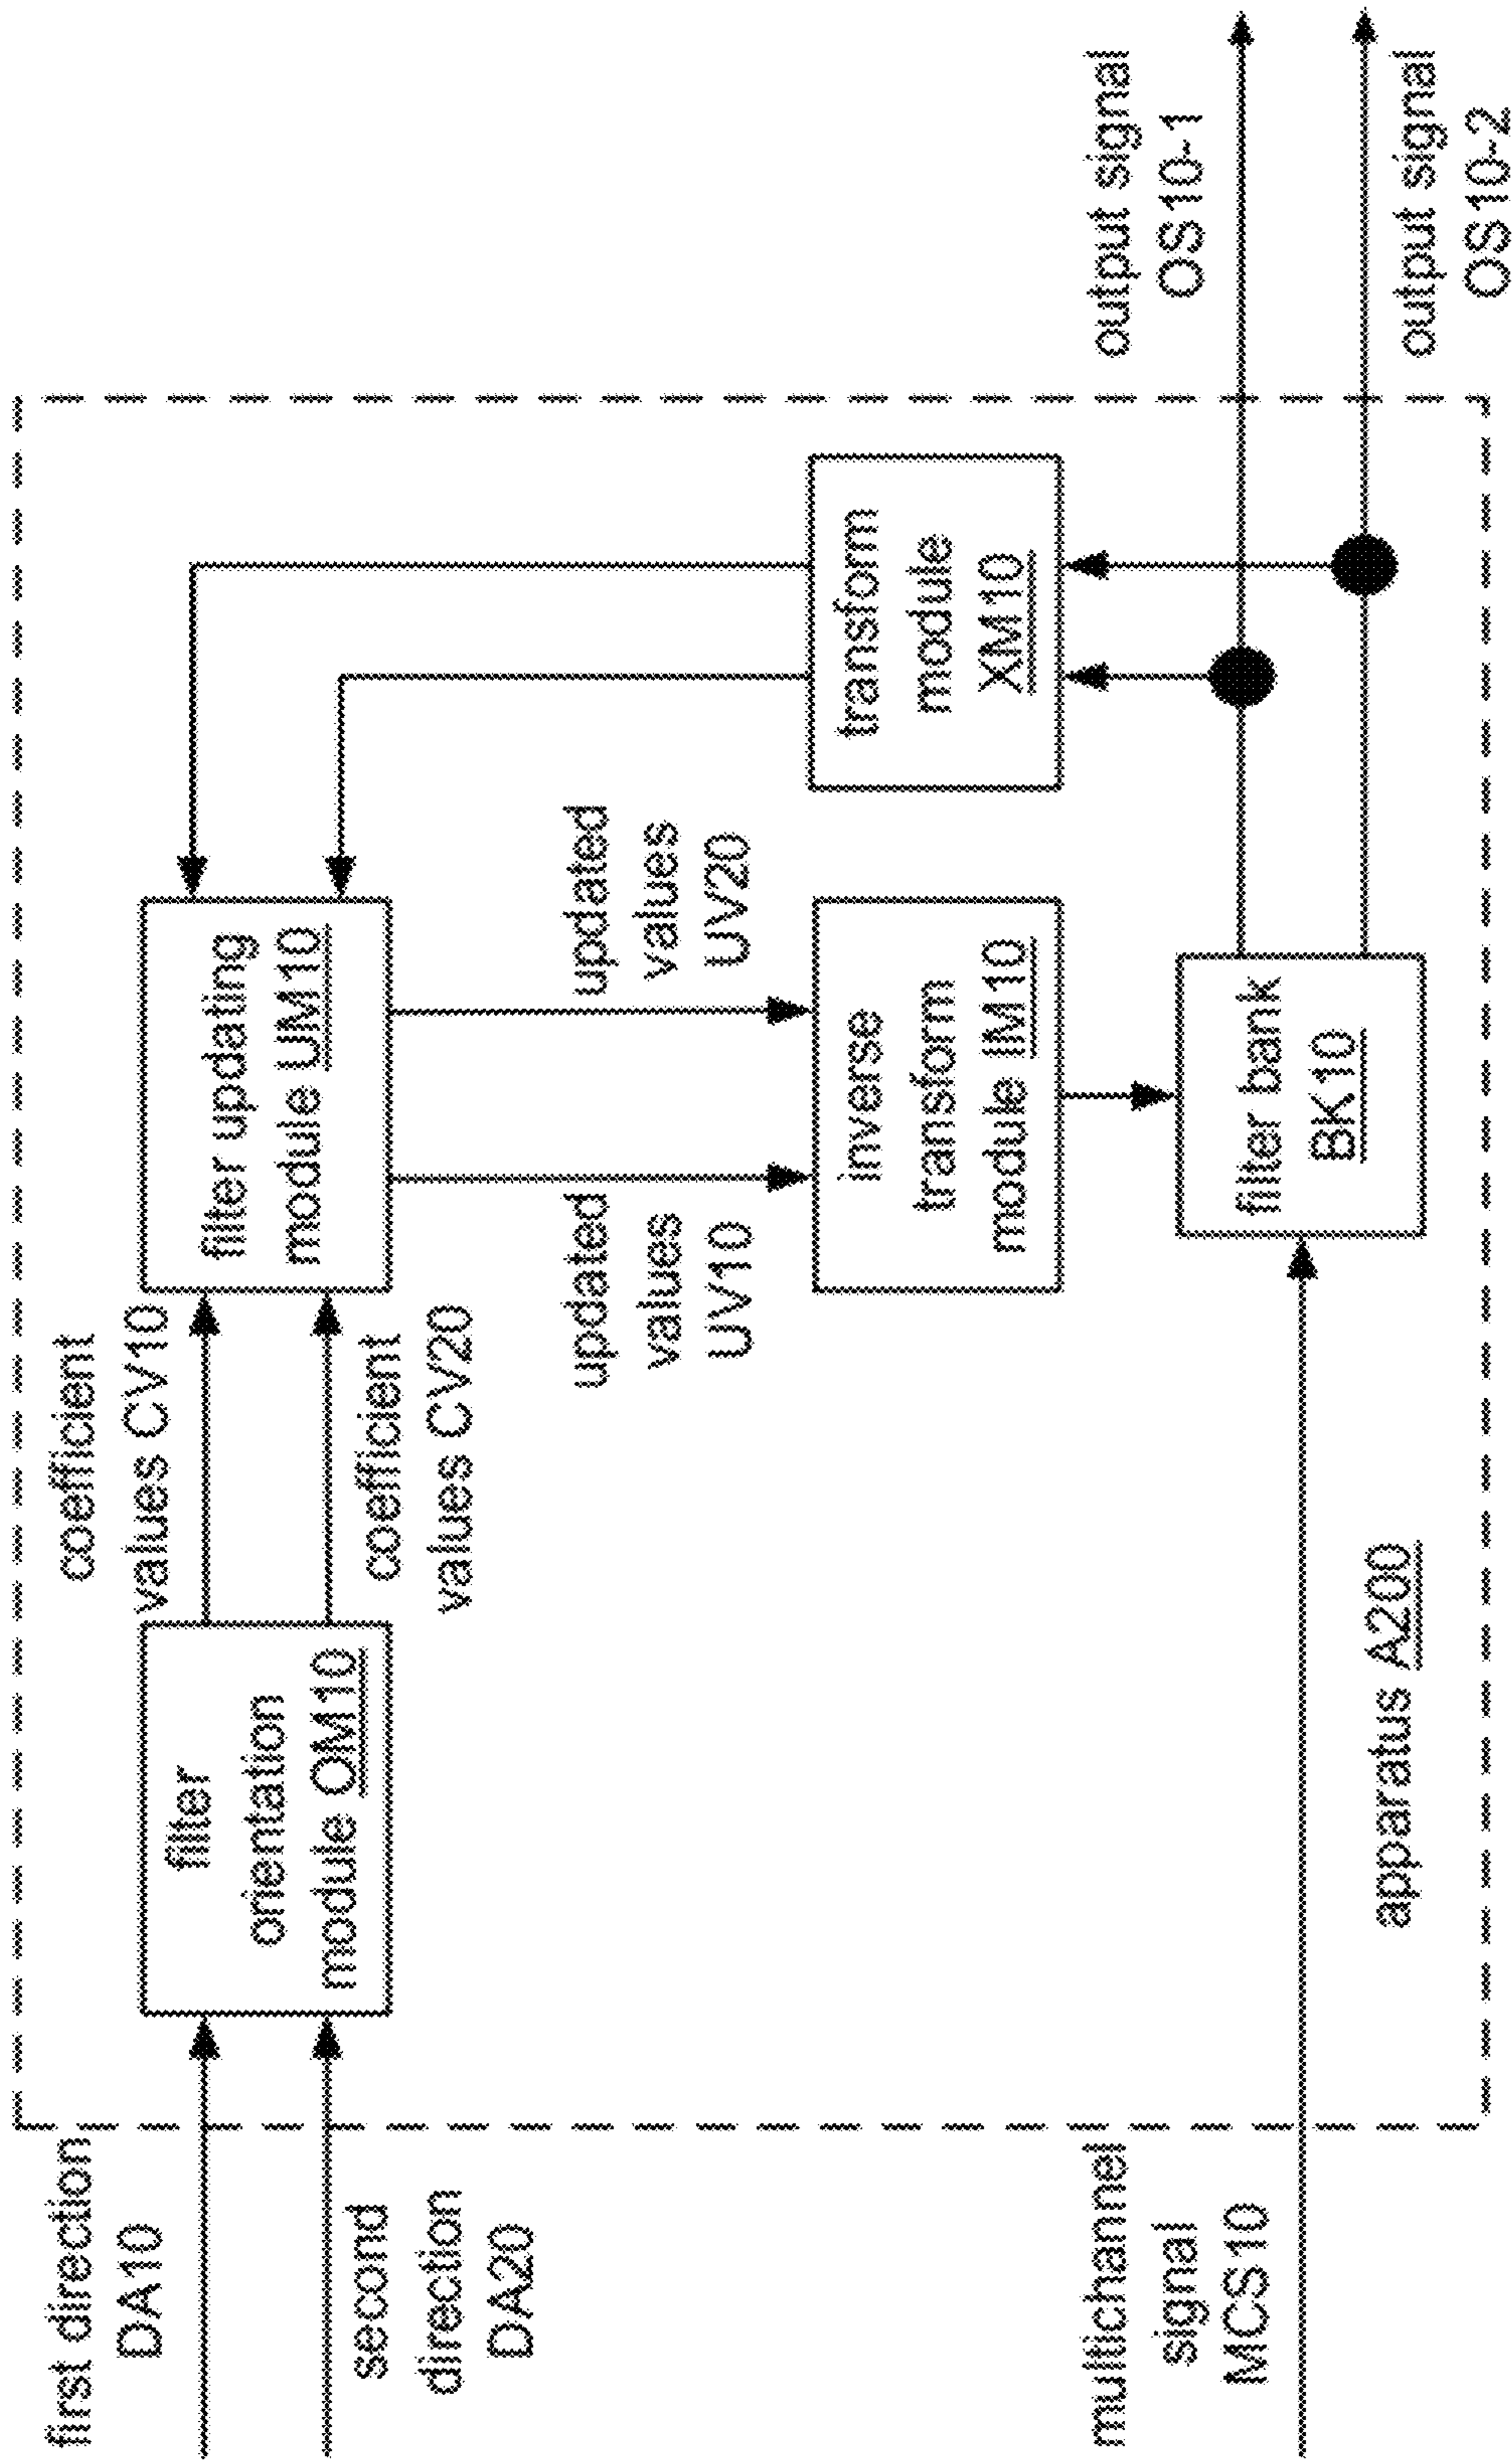 first direction
DA10
second
direction
DA20
multichannel
signal
MCS10
filter
orientation
module OM10
coefficient
values CV10
coefficient
values CV20
filter updating
module UM10
updated
values
UV10
updated
values
UV20
inverse
transform
module IM10
filter bank
BK10
transform
module
XM10
apparatus A200
output signal
OS10-1
output signal
OS10-2